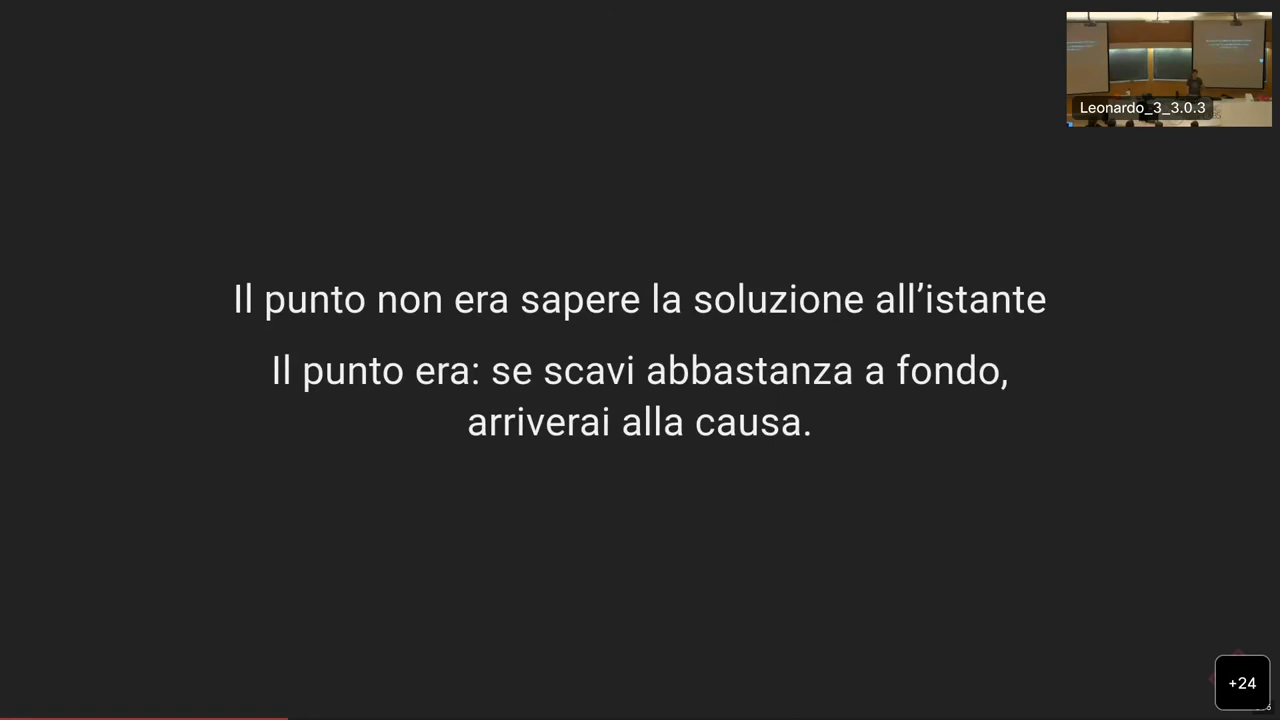 Leonardo_3_3.0.3
Il punto non era sapere la soluzione all’istante
Il punto era: se scavi abbastanza a fondo,
arriverai alla causa.
+24